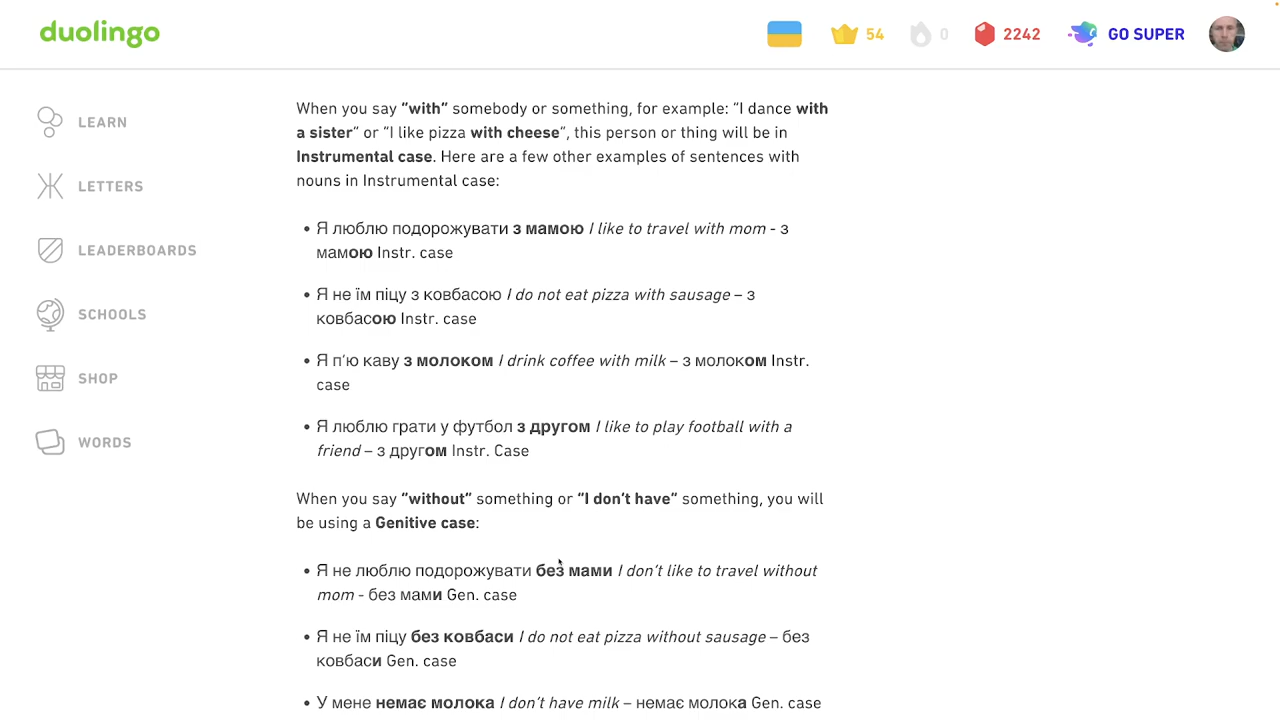 duolingo
54
0
2242
GO SUPER
LEARN
LETTERS
LEADERBOARDS
SCHOOLS
SHOP
WORDS
When you say “with” somebody or something, for example: “I dance with
a sister” or “I like pizza with cheese”, this person or thing will be in
Instrumental case. Here are a few other examples of sentences with
nouns in Instrumental case:
• Я люблю подорожувати з мамою I like to travel with mom - з
мамою Instr. case
• Я не їм піцу з ковбасою I do not eat pizza with sausage – з
ковбасою Instr. case
• Я п’ю каву з молоком I drink coffee with milk – з молоком Instr.
case
• Я люблю грати у футбол з другом I like to play football with a
friend – з другом Instr. Case
When you say “without” something or “I don’t have” something, you will
be using a Genitive case:
• Я не люблю подорожувати без мами I don’t like to travel without
mom - без мами Gen. case
• Я не їм піцу без ковбаси I do not eat pizza without sausage – без
ковбаси Gen. case
• У мене немає молока I don’t have milk – немає молока Gen. case